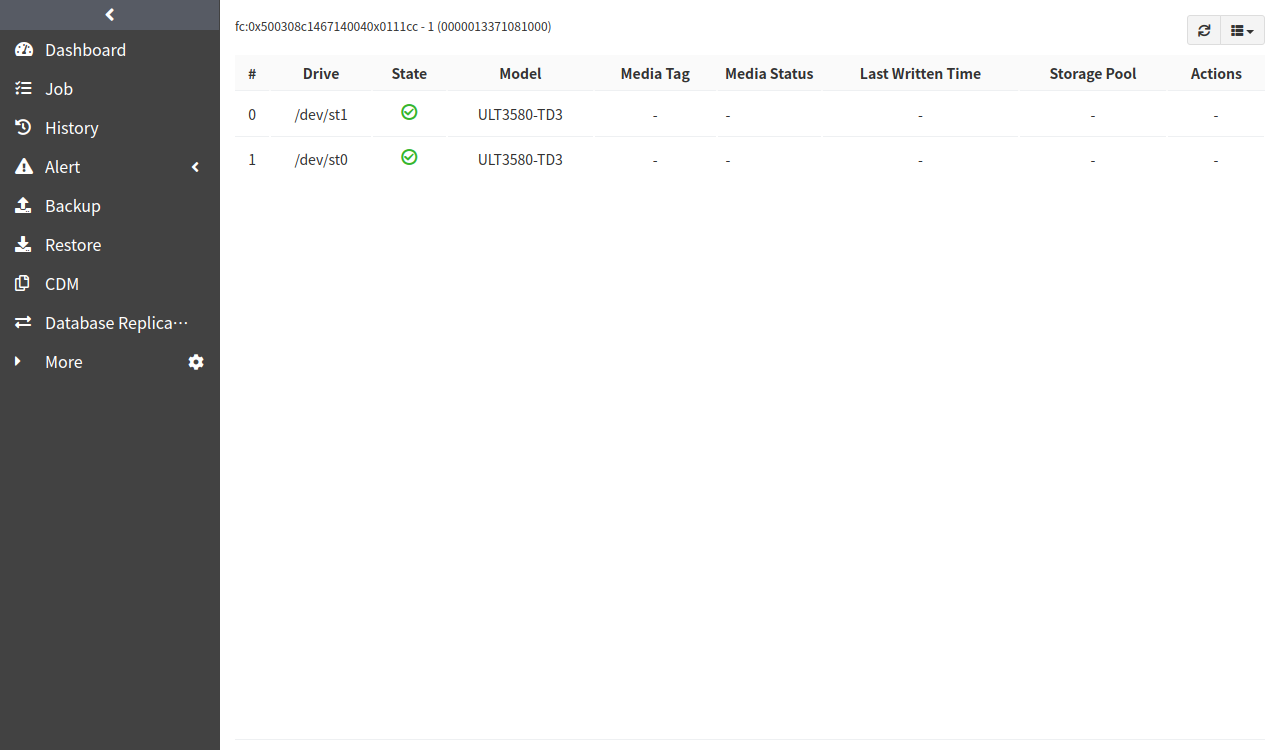 fc:0x500308c1467140040x0111cc - 1 (0000013371081000)
Dashboard
Job
History
Alert
Backup
Restore
CDM
Database Replica···
More
# Drive State Model Media Tag Media Status Last Written Time Storage Pool Actions
0 /dev/st1 ULT3580-TD3 - - - - -
1 /dev/st0 ULT3580-TD3 - - - - -